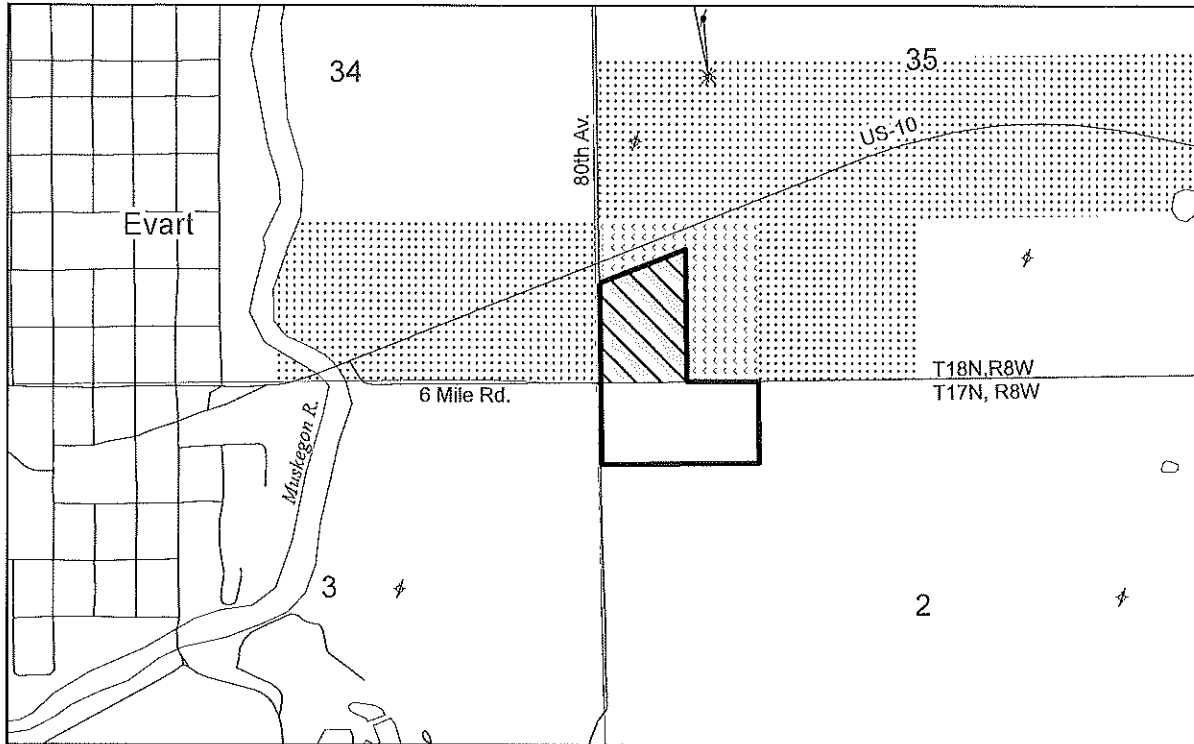 34
35
80th Av.
US-10
Evart
T18N,R8W
6 Mile Rd.
T17N, R8W
Muskegon R.
3
2